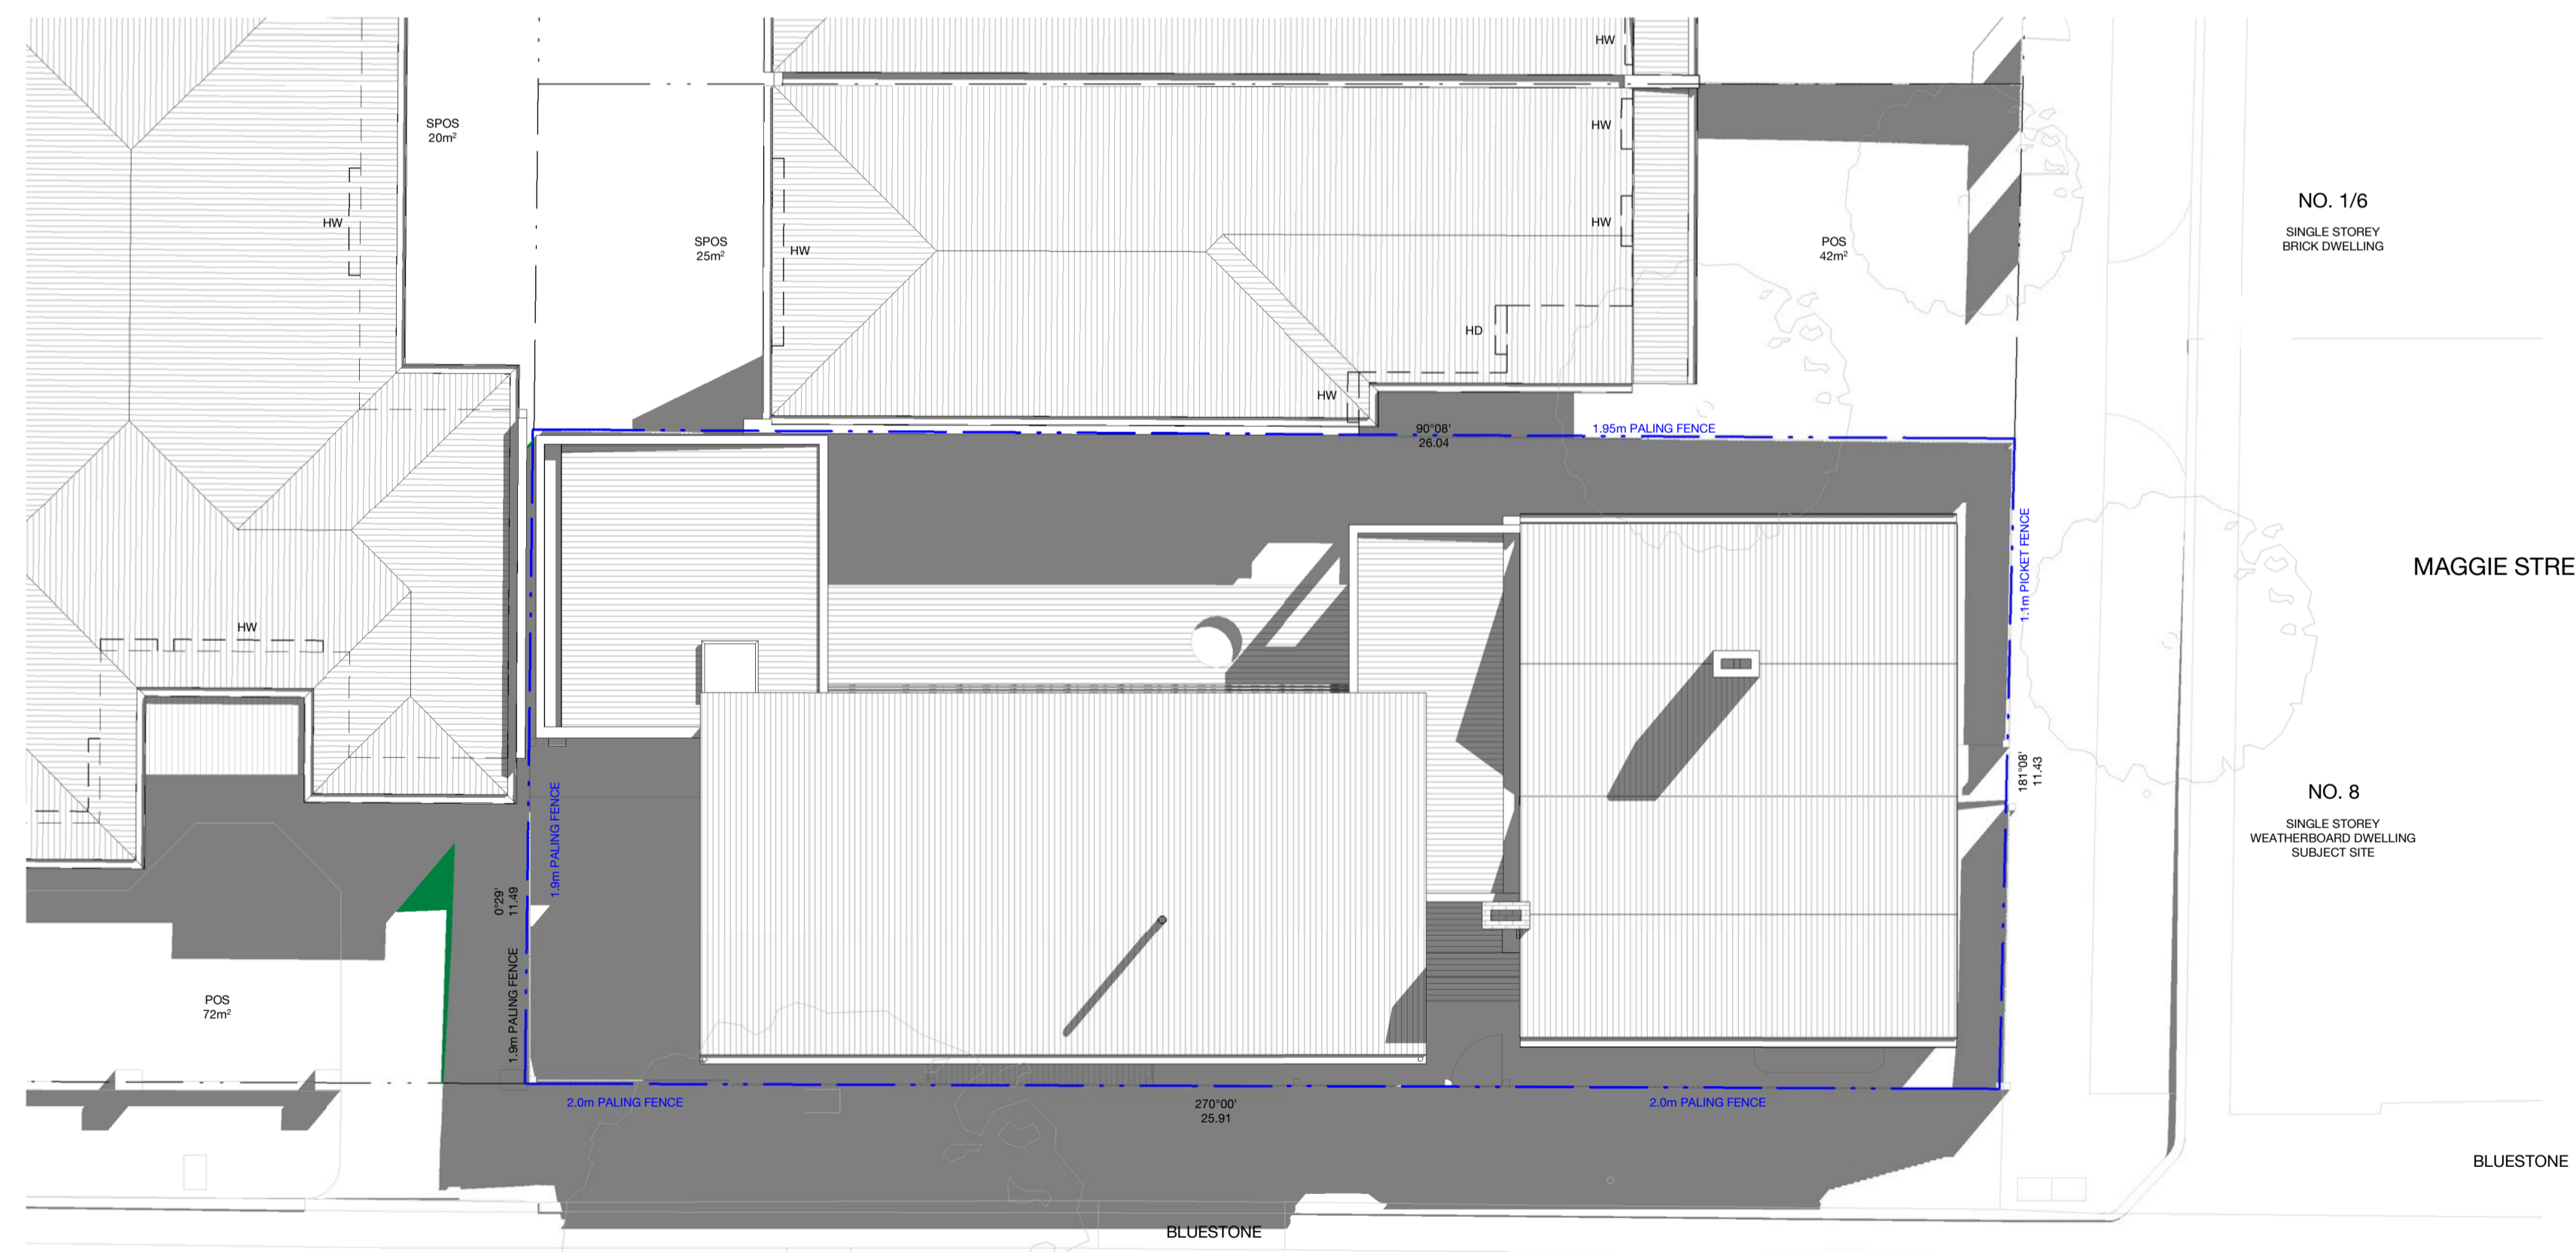 HW
SPOS
20m²
HW
HW
NO. 1/6
SINGLE STOREY
BRICK DWELLING
HW
HW
SPOS
25m²
HW
POS
42m²
HD
HW
90°08'
26.04
1.95m PALING FENCE
1.1m PICKET FENCE
MAGGIE STRE
HW
181°08'
11.43
NO. 8
SINGLE STOREY
WEATHERBOARD DWELLING
SUBJECT SITE
1.9m PALING FENCE
0°29'
11.49
1.9m PALING FENCE
POS
72m²
2.0m PALING FENCE
270°00'
25.91
2.0m PALING FENCE
BLUESTONE
BLUESTONE